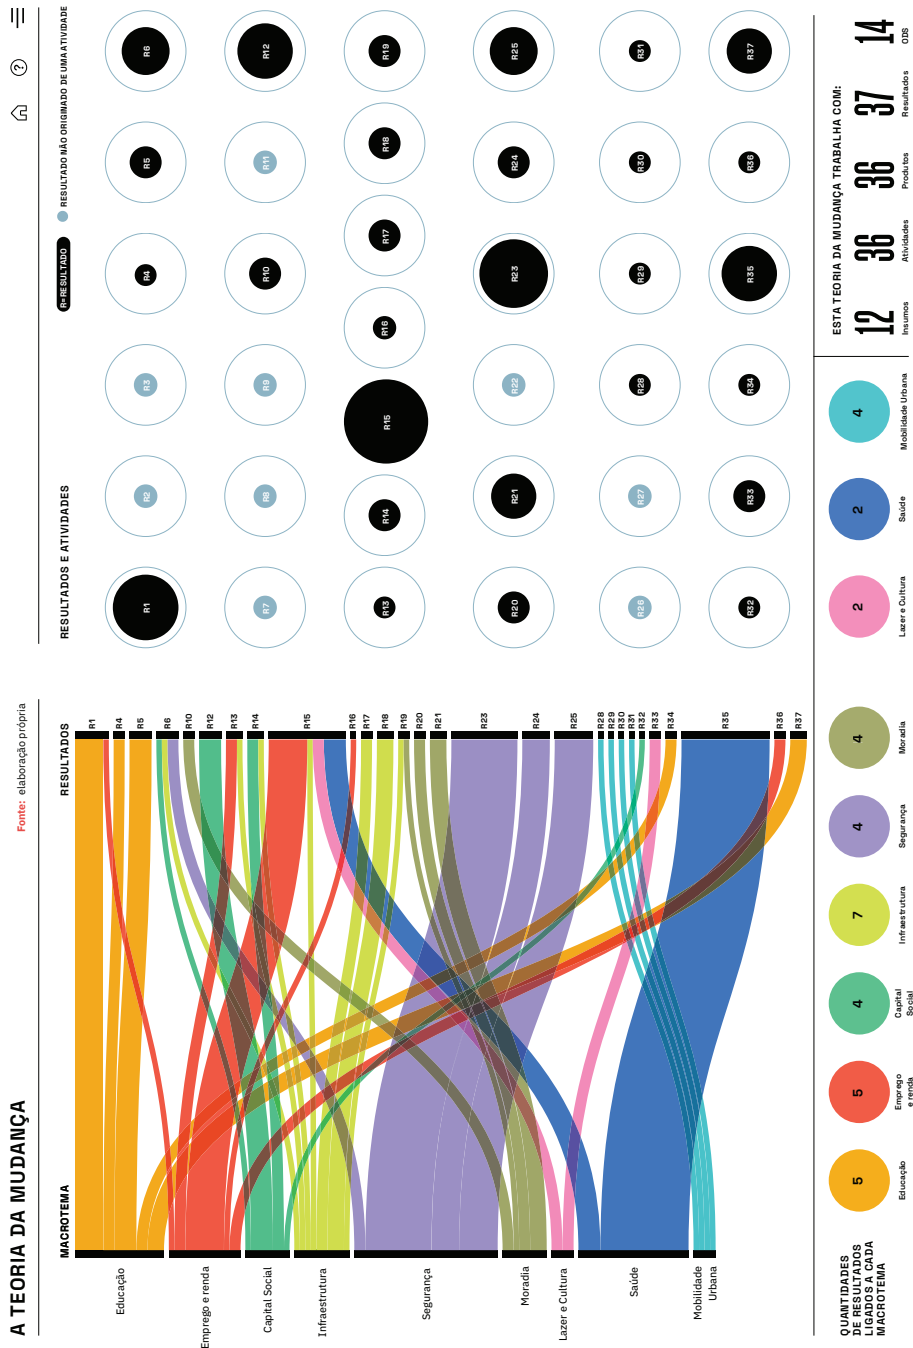 A TEORIA DA MUDANÇA
Fonte: elaboração própria
?
MACROTEMA
RESULTADOS
Educação
Emprego e renda
Capital Social
Infraestrutura
Segurança
Moradia
Lazer e Cultura
Saúde
Mobilidade
Urbana
R1
R4
R5
R6
R10
R12
R13
R14
R15
R16
R17
R18
R19
R20
R21
R23
R24
R25
R28
R29
R30
R31
R32
R33
R34
R35
R36
R37
RESULTADOS E ATIVIDADES
R=RESULTADO
RESULTADO NÃO ORIGINADO DE UMA ATIVIDADE
R1 R2 R3 R4 R5 R6
R7 R8 R9 R10 R11 R12
R13 R14 R15 R16 R17 R18 R19
R20 R21 R22 R23 R24 R25
R26 R27 R28 R29 R30 R31
R32 R33 R34 R35 R36 R37
QUANTIDADES
DE RESULTADOS
LIGADOS A CADA
MACROTEMA
5
Educação
5
Emprego
e renda
4
Capital
Social
7
Infraestrutura
4
Segurança
4
Moradia
2
Lazer e Cultura
2
Saúde
4
Mobilidade Urbana
ESTA TEORIA DA MUDANÇA TRABALHA COM:
12
Insumos
36
Atividades
36
Produtos
37
Resultados
14
ODS